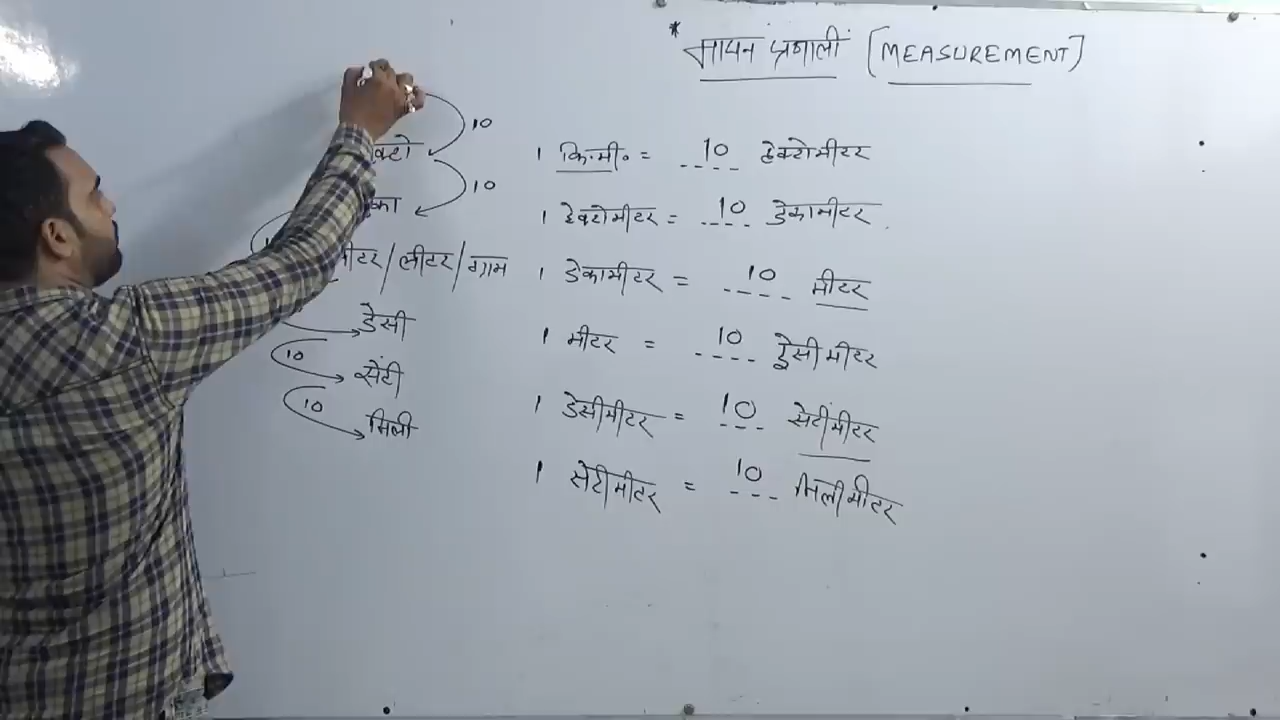 * मापन प्रणाली [MEASUREMENT]
10
क्टो
10
का
मीटर/लीटर/ग्राम
डेसी
10
सेंटी
10
मिली
1 कि.मी. = 10 हेक्टोमीटर
1 हेक्टोमीटर = 10 डेकामीटर
1 डेकामीटर = 10 मीटर
1 मीटर = 10 डेसीमीटर
1 डेसीमीटर = 10 सेटींमीटर
1 सेटीमीटर = 10 मिलीमीटर